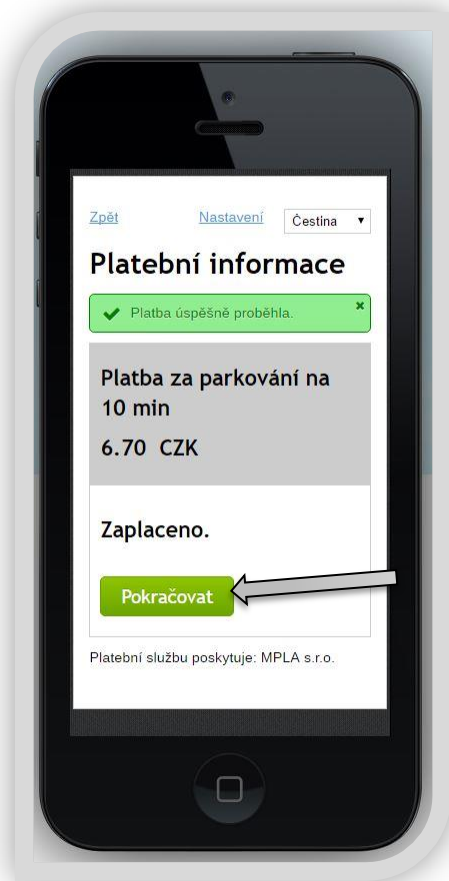 Zpět Nastavení Čeština
Platební informace
Platba úspěšně proběhla.
Platba za parkování na
10 min
6.70 CZK
Zaplaceno.
Pokračovat
Platební službu poskytuje: MPLA s.r.o.